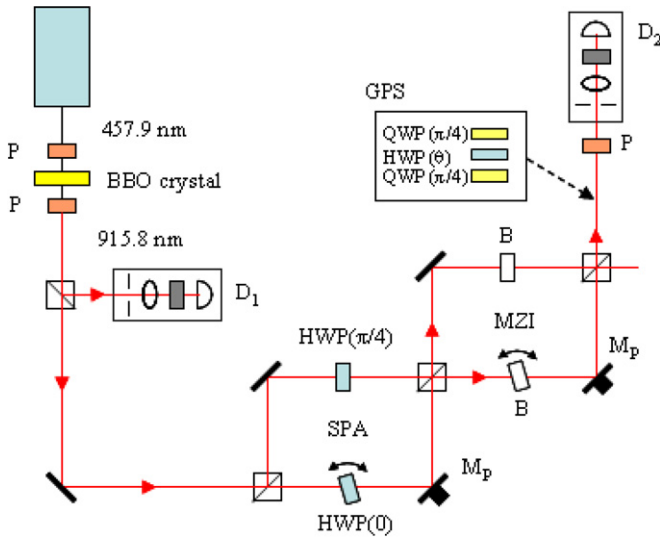 D2
GPS
457.9 nm
QWP(π/4)
P
HWP(θ)
P
BBO crystal
QWP(π/4)
P
915.8 nm
B
D1
HWP(π/4)
MZI
Mp
B
SPA
Mp
HWP(0)